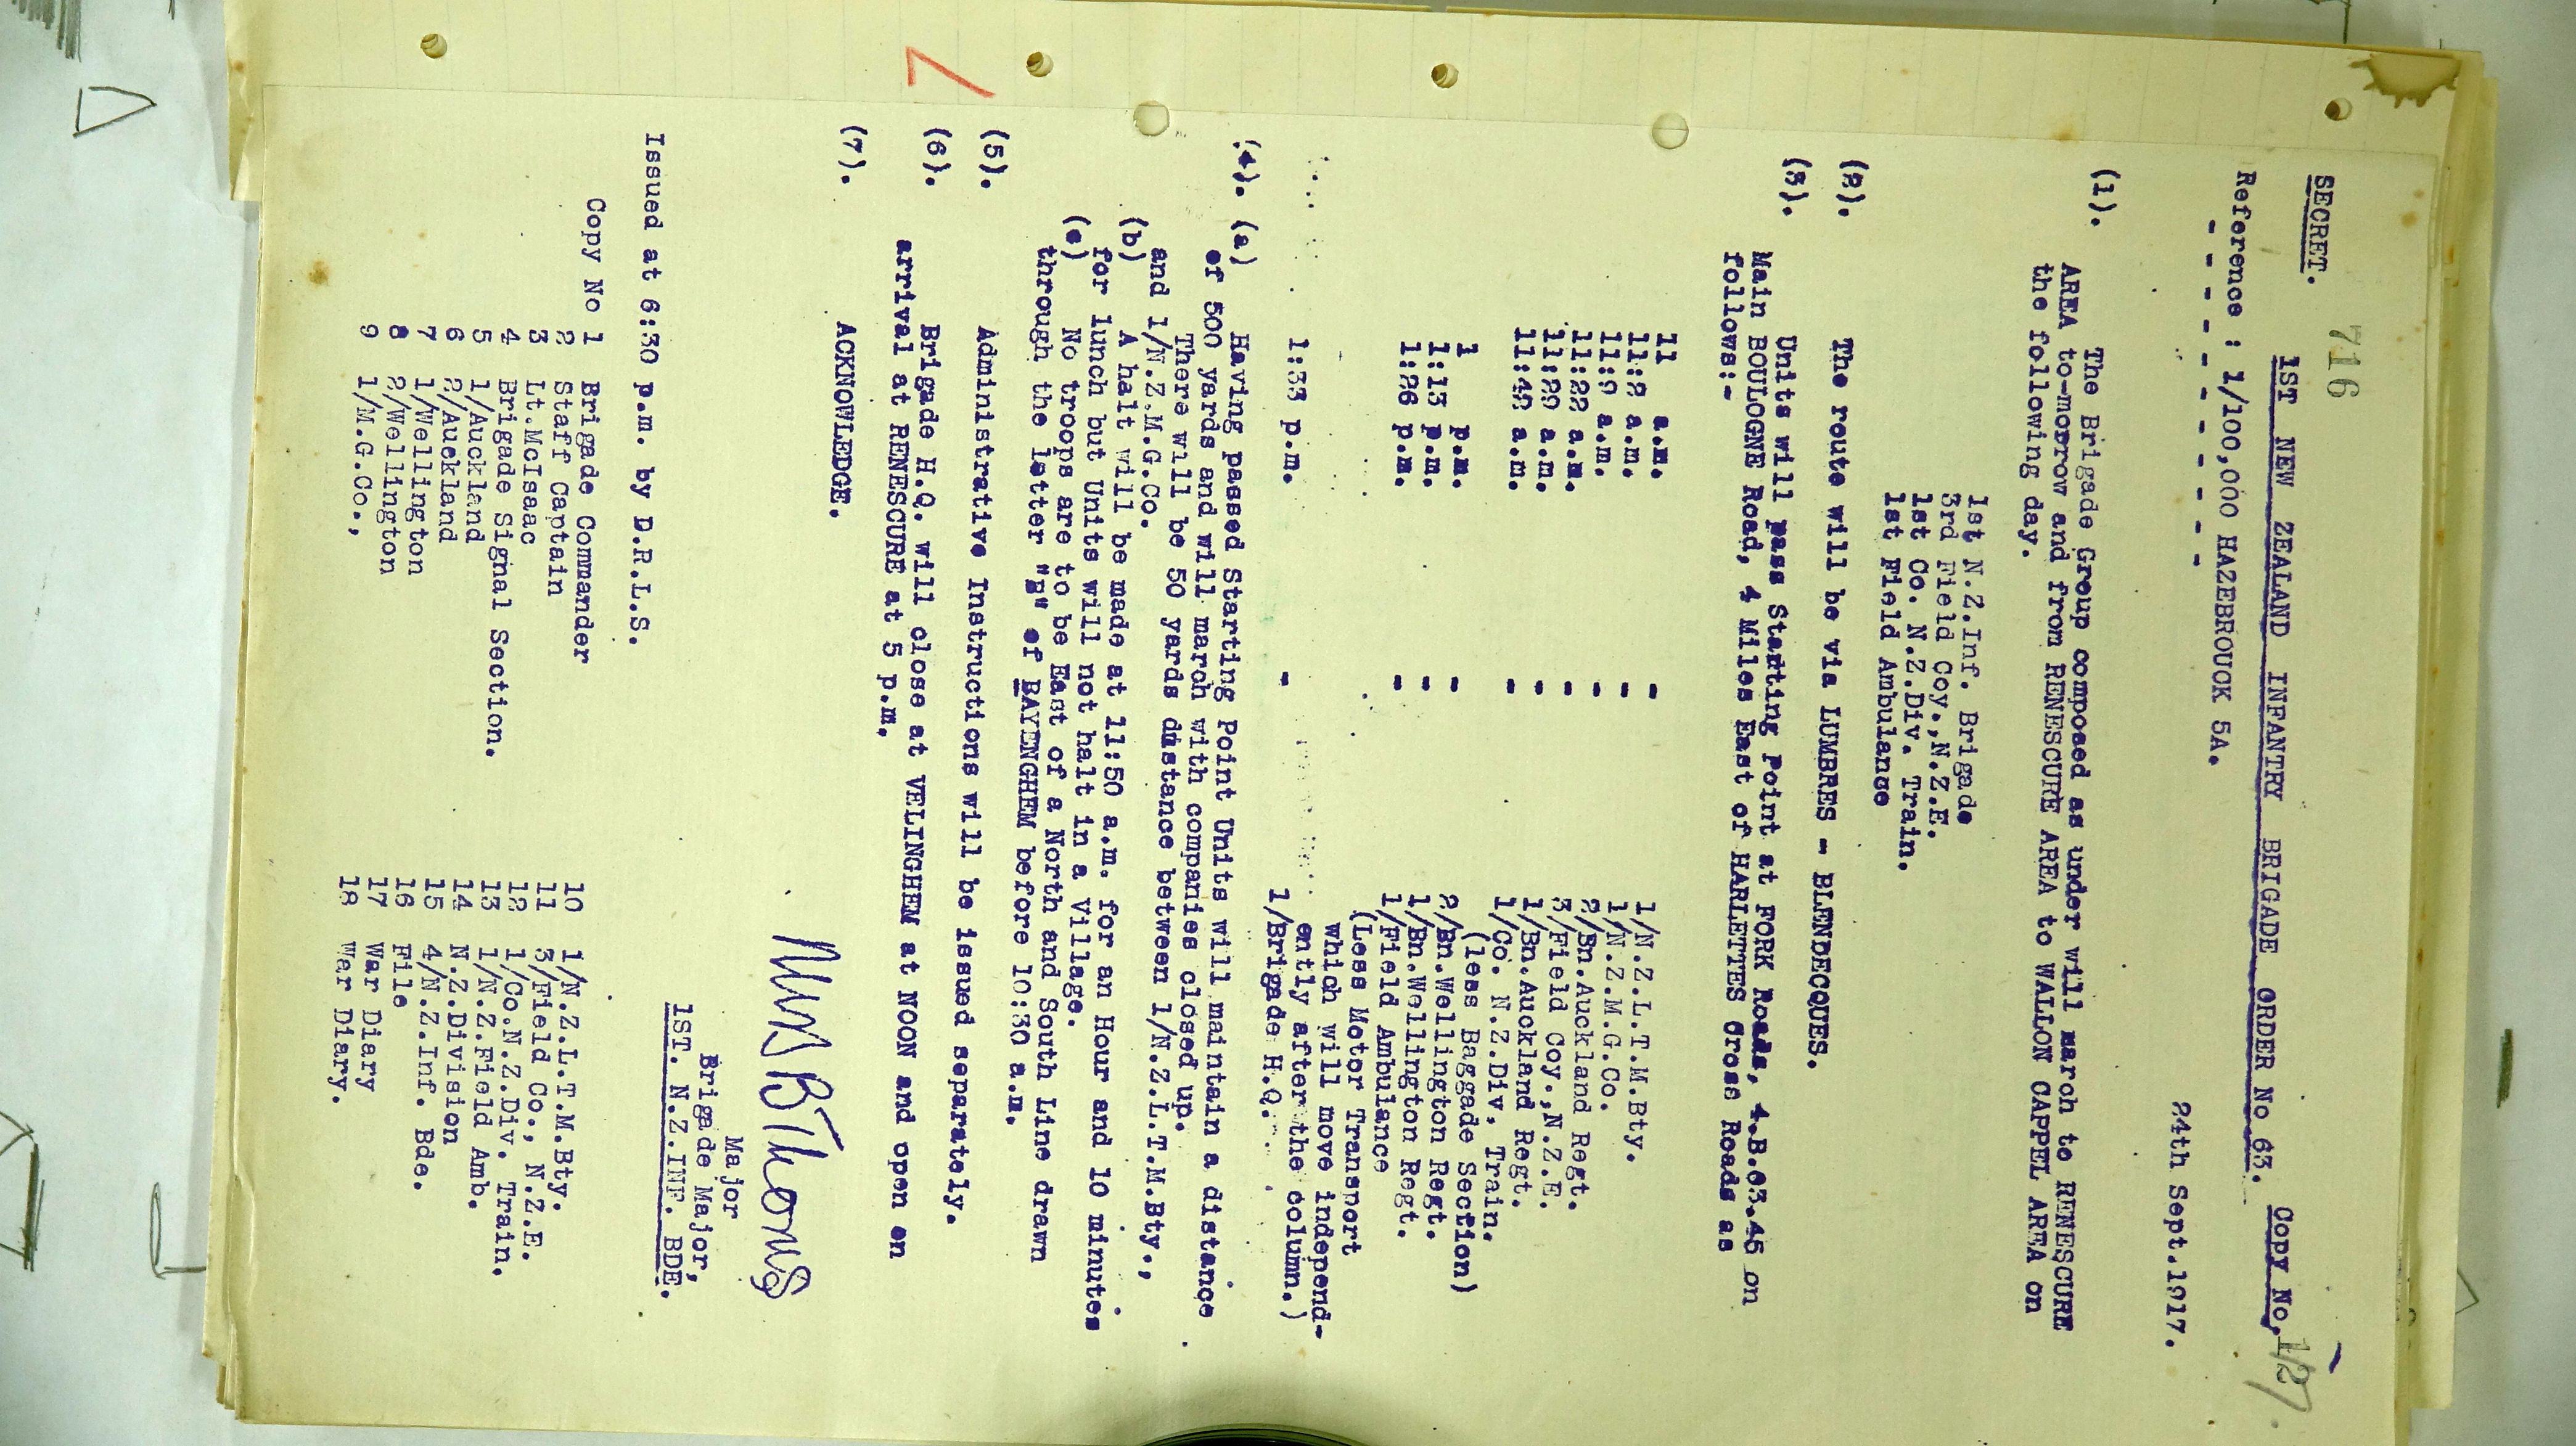 716
SECRET.
1ST NEW ZEALAND INFANTRY BRIGADE ORDER No 63. Copy No, 17
Reference : 1/100,000 HAZEBROUCK 5A.
- - - - - - - - - - - -
24th Sept.1917.
(1). The Brigade Group composed as under will march to RENESCURE
AREA to-morrow and from RENESCURE AREA to WALLON CAPPEL AREA on
the following day.
1st N.Z.Inf. Brigade
3rd Field Coy.,N.Z.E.
1st Co. N.Z.Div. Train.
1st Field Ambulance
(2). The route will be via LUMBRES - BLENDECQUES.
(3). Units will pass Starting Point at FORK Roads, 4.B.03.45 on
Main BOULOGNE Road, 4 Miles East of HARLETTES Cross Roads as
follows:-
11 a.m. - 1/N.Z.L.T.M.Bty.
11:2 a.m. - 1/N.Z.M.G.Co.
11:9 a.m. - 2/Bn.Auckland Regt.
11:22 a.m. - 3/Field Coy.,N.Z.E.
11:29 a.m. - 1/Bn.Auckland Regt.
11:42 a.m. - 1/Co. N.Z.Div, Train.
(less Baggade Section)
1 p.m. - 2/Bn.Wellington Regt.
1:13 p.m. - 1/Bn.Wellington Regt.
1:26 p.m. - 1/Field Ambulance
(Less Motor Transport
which will move independ-
ently after the column.)
1:33 p.m. - 1/Brigade H.Q.
(4). (a) Having passed Starting Point Units will maintain a distance
of 500 yards and will march with companies closed up.
There will be 50 yards distance between 1/N.Z.L.T.M.Bty.,
and 1/N.Z.M.G.Co.
(b) A halt will be made at 11:50 a.m. for an Hour and 10 minutes
for lunch but Units will not halt in a Village.
(c) No troops are to be East of a North and South Line drawn
through the letter "B" of BAYENGHEM before 10:30 a.m.
(5). Administrative Instructions will be issued separately.
(6). Brigade H.Q. will close at VELINGHEM at NOON and open on
arrival at RENESCURE at 5 p.m.
(7). ACKNOWLEDGE.
7
Major
Brigade Major,
1ST. N.Z.INF. BDE.
Issued at 6:30 p.m. by D.R.L.S.
Copy No 1 Brigade Commander
2 Staff Captain
3 Lt.McIsaac
4 Brigade Signal Section.
5 1/Auckland
6 2/Auckland
7 1/Wellington
8 2/Wellington
9 1/M.G.Co.,
10 1/N.Z.L.T.M.Bty.
11 3/Field Co., N.Z.E.
12 1/Co.N.Z.Div. Train.
13 1/N.Z.Field Amb.
14 N.Z.Division
15 4/N.Z.Inf. Bde.
16 File
17 War Diary
18 War Diary.